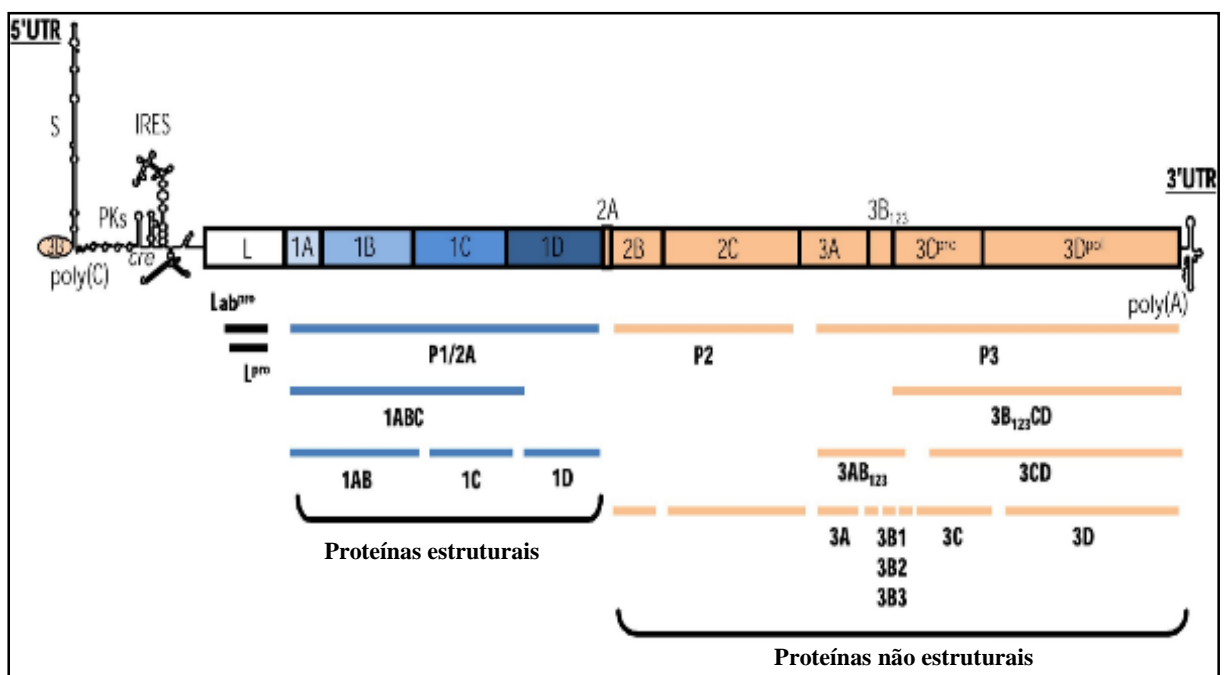 5'UTR
S
IRES
PKs
3B
poly(C)
cre
2A
3B₁₂₃
3'UTR
L 1A 1B 1C 1D 2B 2C 3A 3Cᵖʳᵒ 3Dᵖᵒˡ
poly(A)
Labᵖʳᵒ
Lᵖʳᵒ
P1/2A P2 P3
1ABC 3B₁₂₃CD
1AB 1C 1D 3AB₁₂₃ 3CD
3A 3B1 3C 3D
3B2
3B3
Proteínas estruturais
Proteínas não estruturais